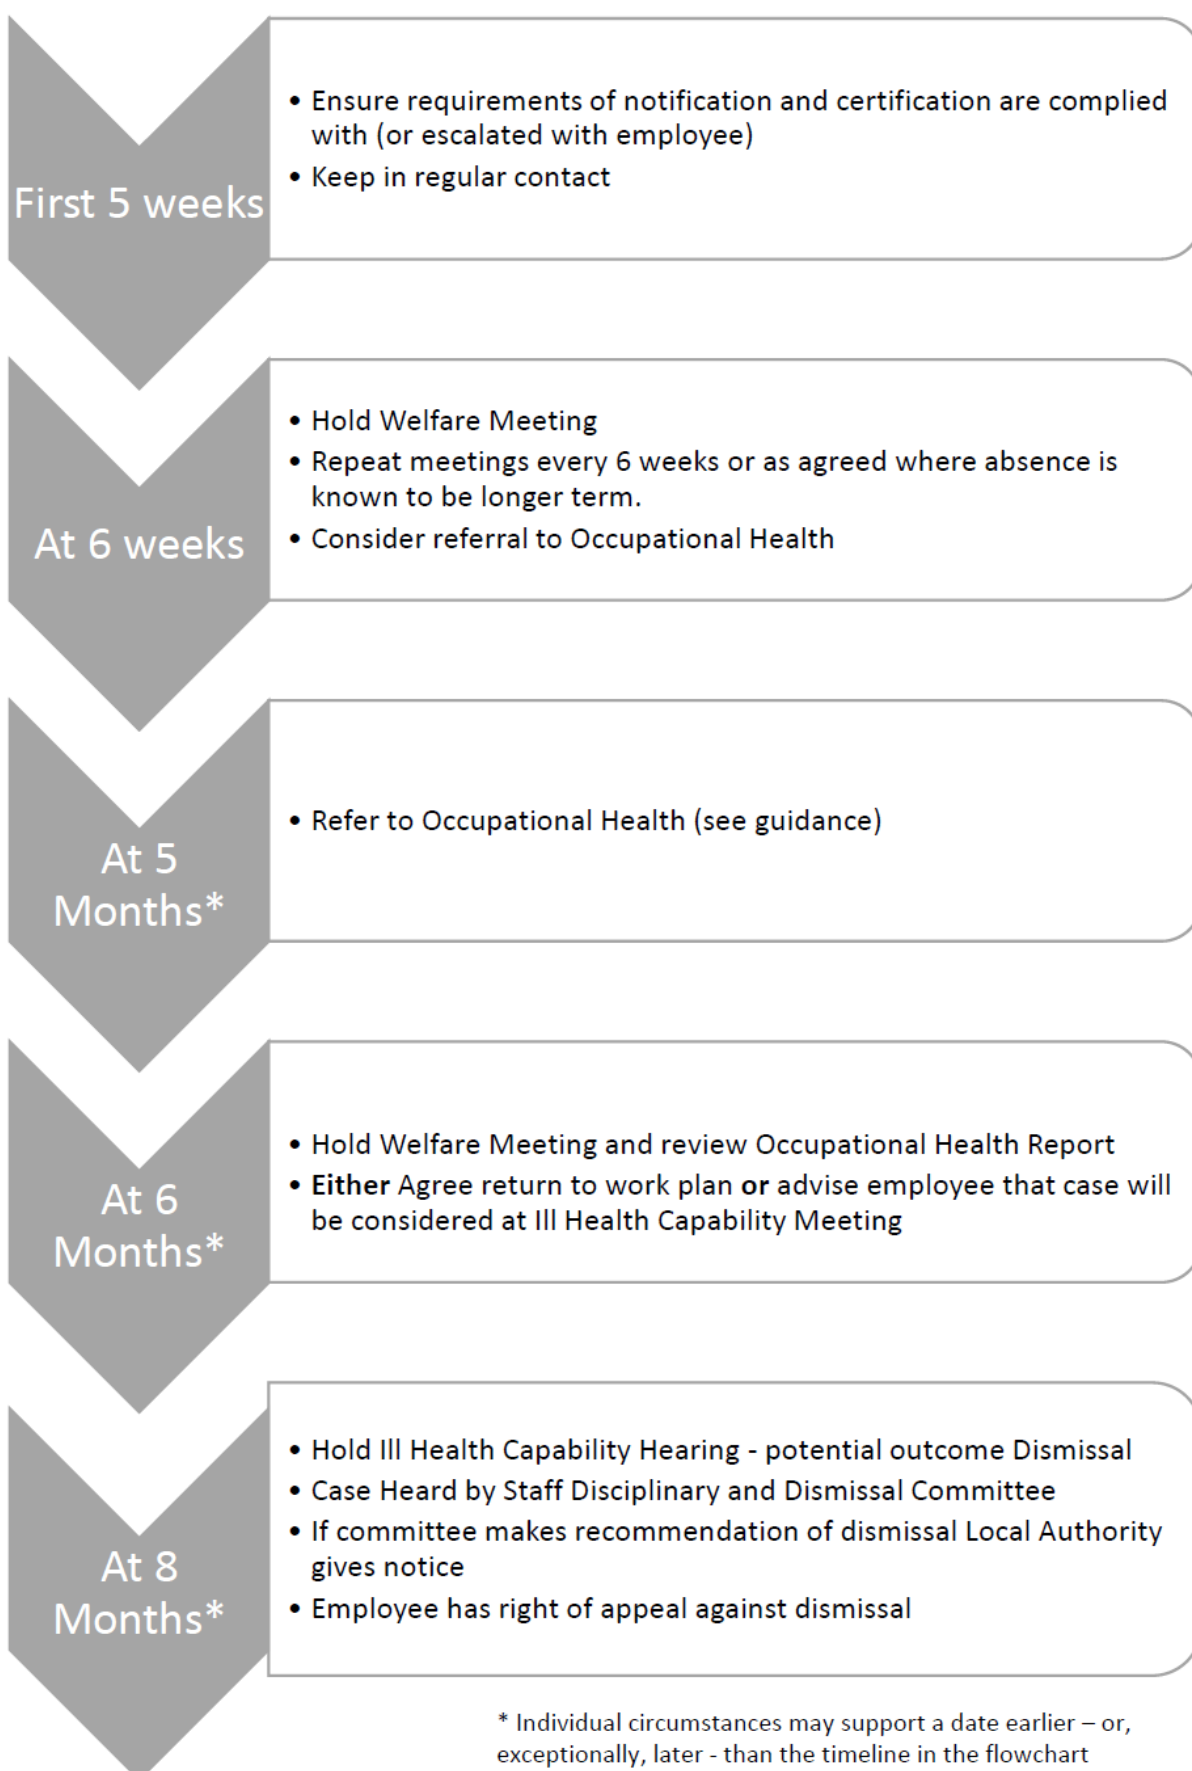 First 5 weeks
• Ensure requirements of notification and certification are complied
with (or escalated with employee)
• Keep in regular contact
At 6 weeks
• Hold Welfare Meeting
• Repeat meetings every 6 weeks or as agreed where absence is
known to be longer term.
• Consider referral to Occupational Health
At 5
Months*
• Refer to Occupational Health (see guidance)
At 6
Months*
• Hold Welfare Meeting and review Occupational Health Report
• Either Agree return to work plan or advise employee that case will
be considered at Ill Health Capability Meeting
At 8
Months*
• Hold Ill Health Capability Hearing - potential outcome Dismissal
• Case Heard by Staff Disciplinary and Dismissal Committee
• If committee makes recommendation of dismissal Local Authority
gives notice
• Employee has right of appeal against dismissal
* Individual circumstances may support a date earlier – or,
exceptionally, later - than the timeline in the flowchart